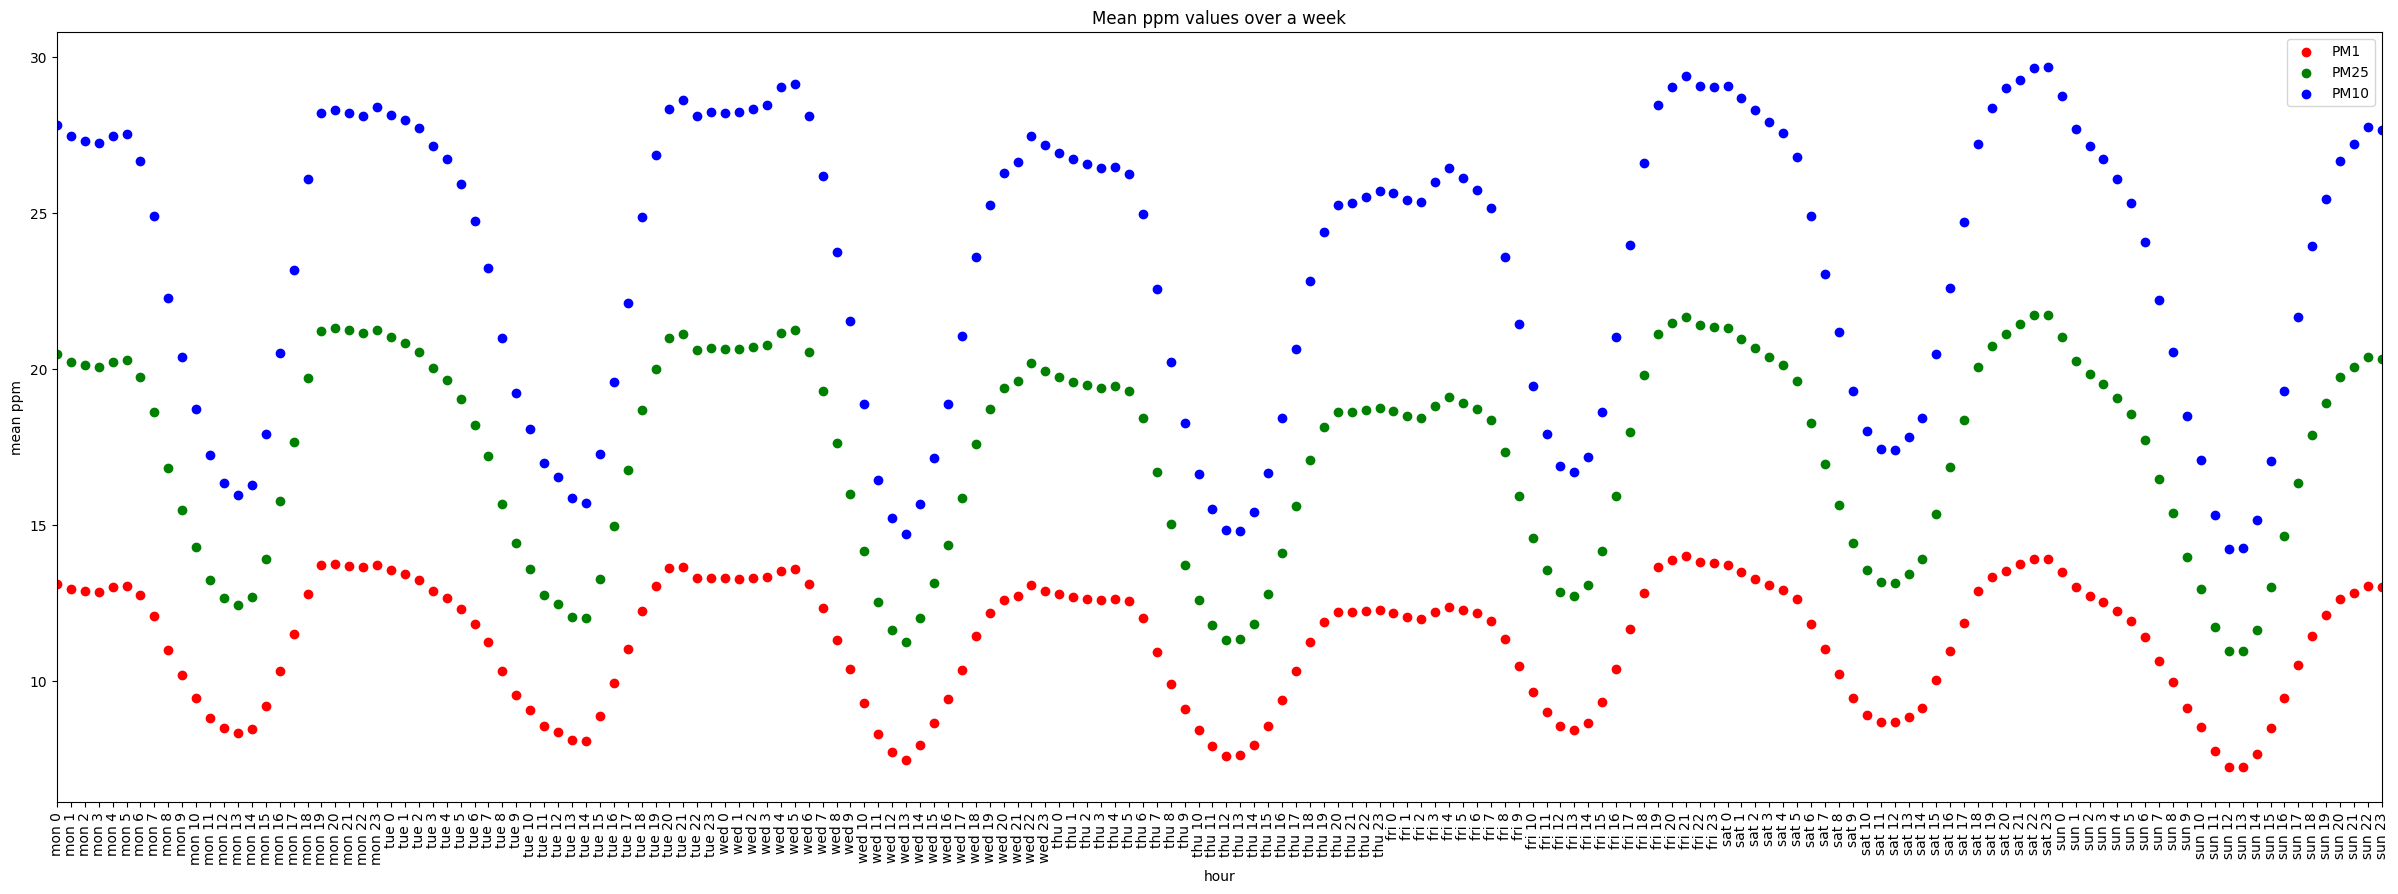 Mean ppm values over a week
PM1
PM25
PM10
mean ppm
30
25
20
15
10
mon 0
mon 1
mon 2
mon 3
mon 4
mon 5
mon 6
mon 7
mon 8
mon 9
mon 10
mon 11
mon 12
mon 13
mon 14
mon 15
mon 16
mon 17
mon 18
mon 19
mon 20
mon 21
mon 22
mon 23
tue 0
tue 1
tue 2
tue 3
tue 4
tue 5
tue 6
tue 7
tue 8
tue 9
tue 10
tue 11
tue 12
tue 13
tue 14
tue 15
tue 16
tue 17
tue 18
tue 19
tue 20
tue 21
tue 22
tue 23
wed 0
wed 1
wed 2
wed 3
wed 4
wed 5
wed 6
wed 7
wed 8
wed 9
wed 10
wed 11
wed 12
wed 13
wed 14
wed 15
wed 16
wed 17
wed 18
wed 19
wed 20
wed 21
wed 22
wed 23
thu 0
thu 1
thu 2
thu 3
thu 4
thu 5
thu 6
thu 7
thu 8
thu 9
thu 10
thu 11
thu 12
thu 13
thu 14
thu 15
thu 16
thu 17
thu 18
thu 19
thu 20
thu 21
thu 22
thu 23
fri 0
fri 1
fri 2
fri 3
fri 4
fri 5
fri 6
fri 7
fri 8
fri 9
fri 10
fri 11
fri 12
fri 13
fri 14
fri 15
fri 16
fri 17
fri 18
fri 19
fri 20
fri 21
fri 22
fri 23
sat 0
sat 1
sat 2
sat 3
sat 4
sat 5
sat 6
sat 7
sat 8
sat 9
sat 10
sat 11
sat 12
sat 13
sat 14
sat 15
sat 16
sat 17
sat 18
sat 19
sat 20
sat 21
sat 22
sat 23
sun 0
sun 1
sun 2
sun 3
sun 4
sun 5
sun 6
sun 7
sun 8
sun 9
sun 10
sun 11
sun 12
sun 13
sun 14
sun 15
sun 16
sun 17
sun 18
sun 19
sun 20
sun 21
sun 22
sun 23
hour